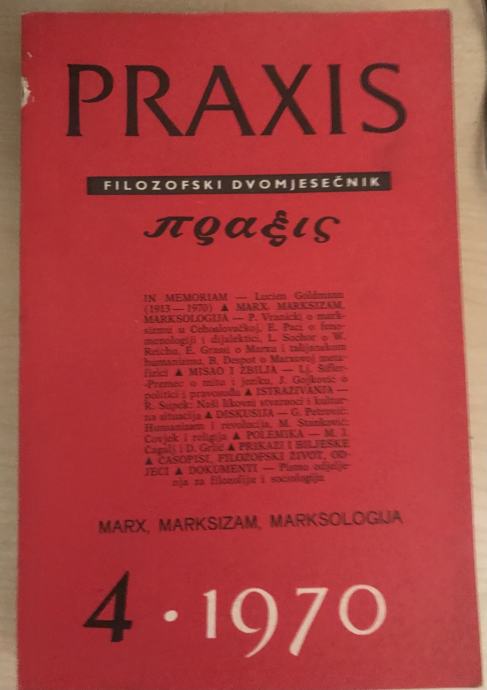 PRAXIS
FILOZOFSKI DVOMJESEČNIK
πραξις
IN MEMORIAM — Lucien Goldmann
(1913—1970) ▲ MARX, MARKSIZAM,
MARKSOLOGIJA — P. Vranicki o mark-
sizmu u Čehoslovačkoj, E. Paci o feno-
menologiji i dijalektici, L. Sochor o W.
Reichu, E. Grassi o Marxu i talijanskom
humanizmu, B. Despot o Marxovoj meta-
fizici ▲ MISAO I ZBILJA — Lj. Šifler-
-Premec o mitu i jeziku, J. Gojković o
politici i pravosuđu ▲ ISTRAŽIVANJA —
R. Supek: Naši likovni stvaraoci i kultur-
na situacija ▲ DISKUSIJA — G. Petrović:
Humanizam i revolucija, M. Stanković:
Čovjek i religija ▲ POLEMIKA — M. I.
Čagalj i D. Grlić ▲ PRIKAZI I BILJEŠKE
▲ ČASOPISI, FILOZOFSKI ŽIVOT, OD-
JECI ▲ DOKUMENTI — Pismo odjelje-
nja za filozofiju i sociologiju
MARX, MARKSIZAM, MARKSOLOGIJA
4 · 1970